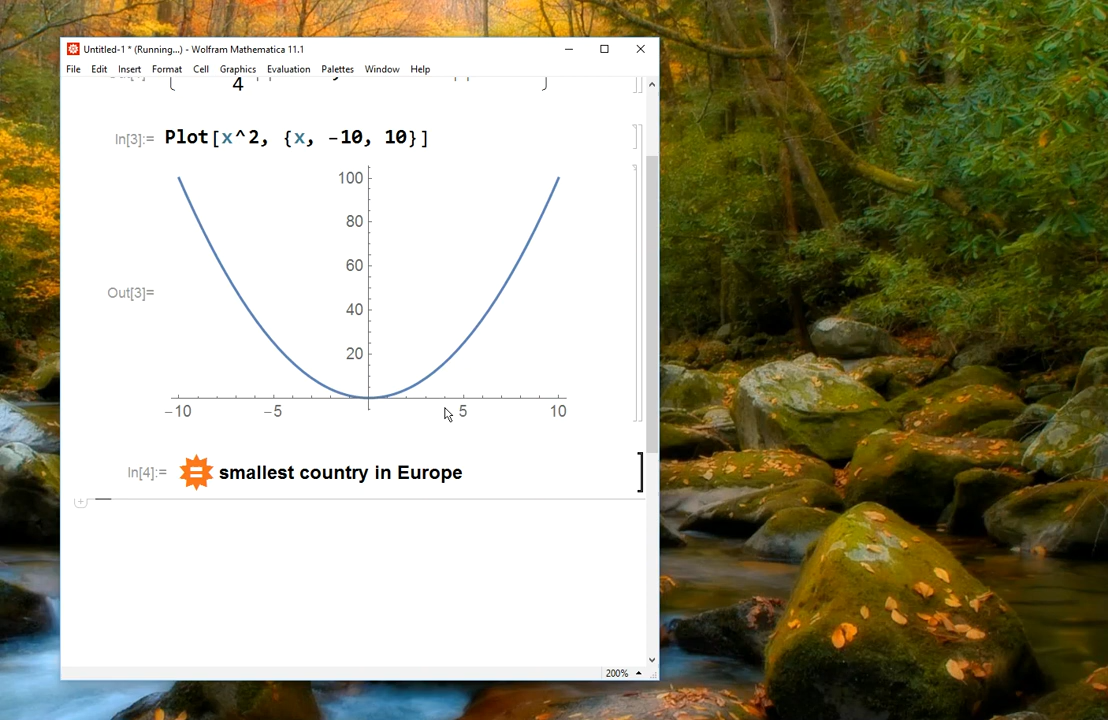 Untitled-1 * (Running...) - Wolfram Mathematica 11.1
File Edit Insert Format Cell Graphics Evaluation Palettes Window Help
4
In[3]:= Plot[x^2, {x, -10, 10}]
100
80
60
Out[3]=
40
20
-10 -5 5 10
In[4]:= = smallest country in Europe
+
200%